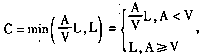 C = min(A/V L, L) = { A/V L, A < V
L, A ≥ V ,